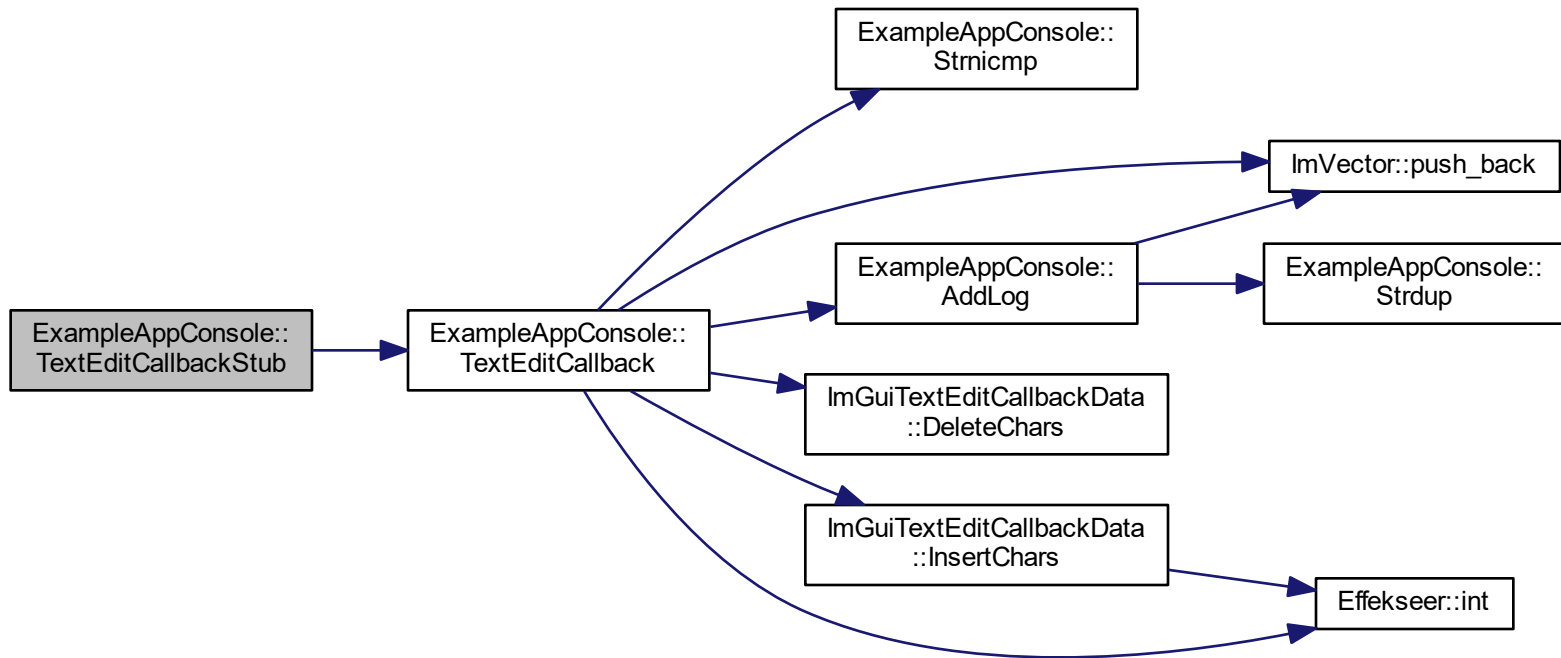 ExampleAppConsole::
TextEditCallbackStub
ExampleAppConsole::
TextEditCallback
ExampleAppConsole::
Strnicmp
ImVector::push_back
ExampleAppConsole::
AddLog
ExampleAppConsole::
Strdup
ImGuiTextEditCallbackData
::DeleteChars
ImGuiTextEditCallbackData
::InsertChars
Effekseer::int